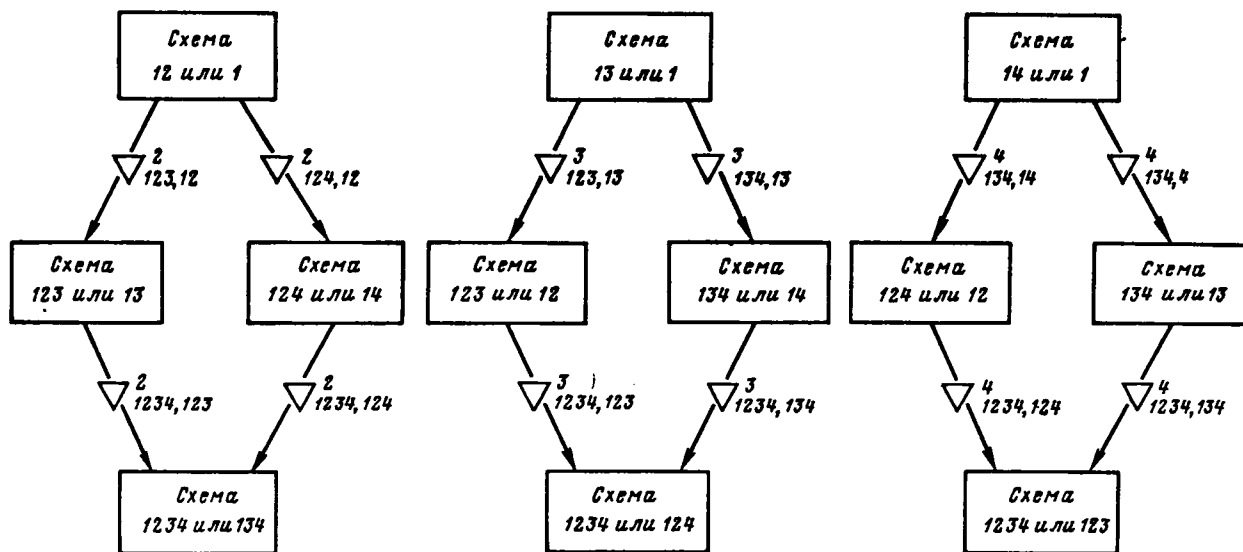 Схема
12 или 1
Схема
13 или 1
Схема
14 или 1
2
123,12
2
124,12
3
123,13
3
134,13
4
134,14
4
134,4
Схема
123 или 13
Схема
124 или 14
Схема
123 или 12
Схема
134 или 14
Схема
124 или 12
Схема
134 или 13
2
1234,123
2
1234,124
3
1234,123
3
1234,134
4
1234,124
4
1234,134
Схема
1234 или 134
Схема
1234 или 124
Схема
1234 или 123